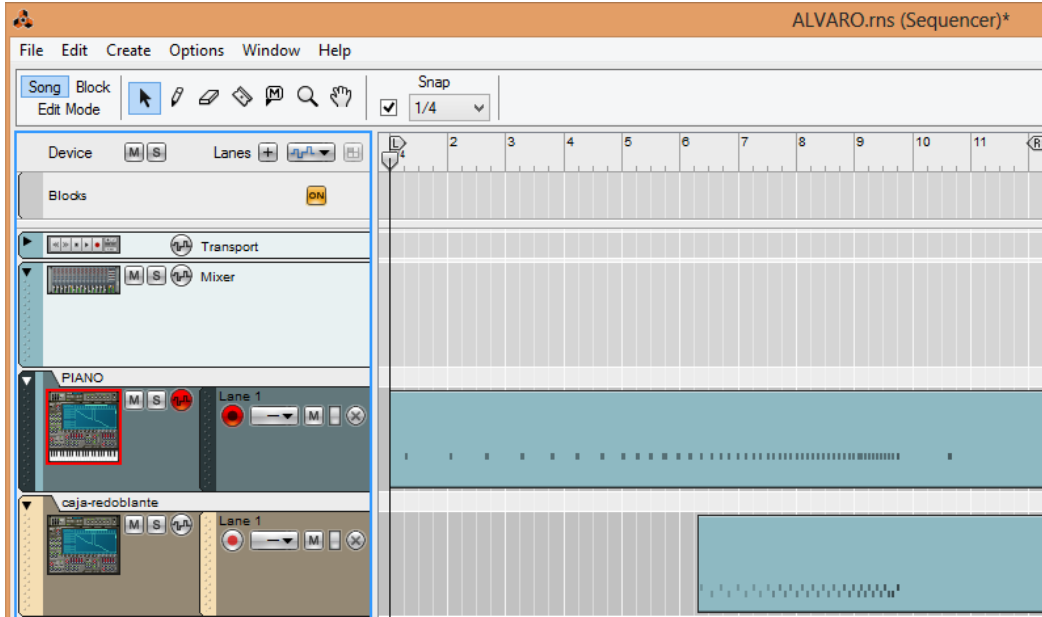 ALVARO.rns (Sequencer)*
File Edit Create Options Window Help
Song Block
Edit Mode
Snap
1/4
Device M S Lanes +
L 2 3 4 5 6 7 8 9 10 11 R
4
Blocks ON
Transport
M S Mixer
PIANO
M S Lane 1
M
caja-redoblante
M S Lane 1
M